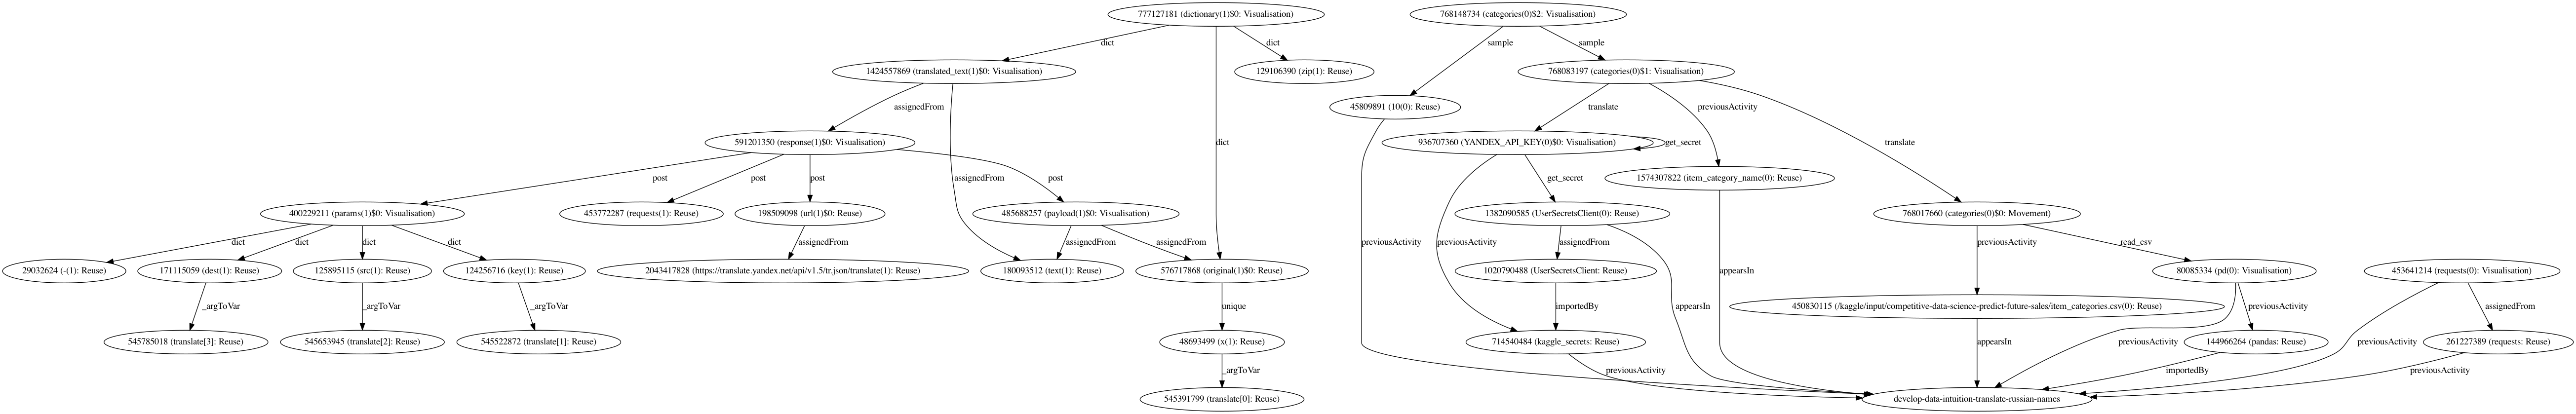 777127181 (dictionary(1)$0: Visualisation)
768148734 (categories(0)$2: Visualisation)
dict
dict
sample
sample
1424557869 (translated_text(1)$0: Visualisation)
129106390 (zip(1): Reuse)
768083197 (categories(0)$1: Visualisation)
assignedFrom
45809891 (10(0): Reuse)
translate
previousActivity
591201350 (response(1)$0: Visualisation)
dict
936707360 (YANDEX_API_KEY(0)$0: Visualisation)
get_secret
translate
post
post
post
post
assignedFrom
get_secret
1574307822 (item_category_name(0): Reuse)
400229211 (params(1)$0: Visualisation)
453772287 (requests(1): Reuse)
198509098 (url(1)$0: Reuse)
485688257 (payload(1)$0: Visualisation)
1382090585 (UserSecretsClient(0): Reuse)
768017660 (categories(0)$0: Movement)
dict
dict
dict
dict
assignedFrom
assignedFrom
assignedFrom
previousActivity
previousActivity
assignedFrom
previousActivity
read_csv
29032624 (-(1): Reuse)
171115059 (dest(1): Reuse)
125895115 (src(1): Reuse)
124256716 (key(1): Reuse)
2043417828 (https://translate.yandex.net/api/v1.5/tr.json/translate(1): Reuse)
180093512 (text(1): Reuse)
576717868 (original(1)$0: Reuse)
1020790488 (UserSecretsClient: Reuse)
appearsIn
80085334 (pd(0): Visualisation)
453641214 (requests(0): Visualisation)
_argToVar
_argToVar
_argToVar
unique
importedBy
appearsIn
450830115 (/kaggle/input/competitive-data-science-predict-future-sales/item_categories.csv(0): Reuse)
previousActivity
assignedFrom
545785018 (translate[3]: Reuse)
545653945 (translate[2]: Reuse)
545522872 (translate[1]: Reuse)
48693499 (x(1): Reuse)
714540484 (kaggle_secrets: Reuse)
appearsIn
previousActivity
144966264 (pandas: Reuse)
previousActivity
261227389 (requests: Reuse)
_argToVar
previousActivity
importedBy
previousActivity
545391799 (translate[0]: Reuse)
develop-data-intuition-translate-russian-names